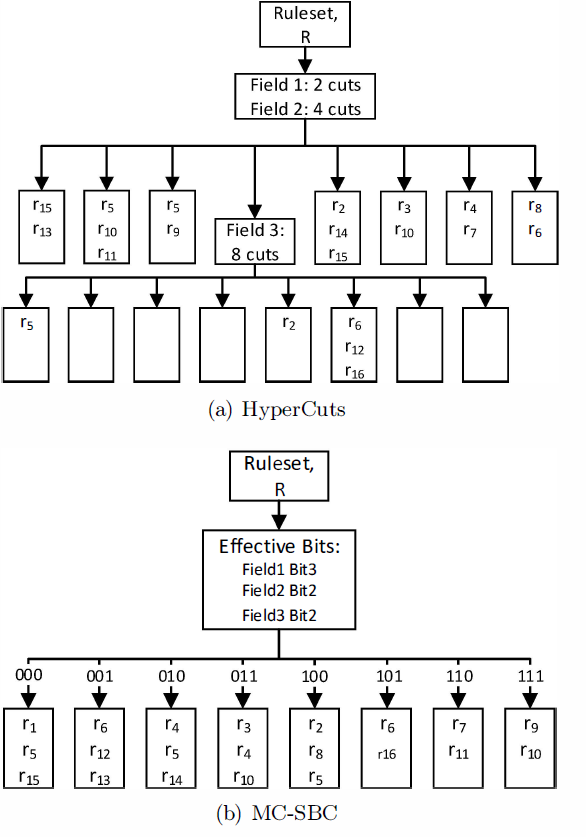 Ruleset,
R
Field 1: 2 cuts
Field 2: 4 cuts
r15
r13
r5
r10
r11
r5
r9
Field 3:
8 cuts
r2
r14
r15
r3
r10
r4
r7
r8
r6
r5
r2
r6
r12
r16
(a) HyperCuts
Ruleset,
R
Effective Bits:
Field1 Bit3
Field2 Bit2
Field3 Bit2
000 001 010 011 100 101 110 111
r1
r5
r15
r6
r12
r13
r4
r5
r14
r3
r4
r10
r2
r8
r5
r6
r16
r7
r11
r9
r10
(b) MC-SBC